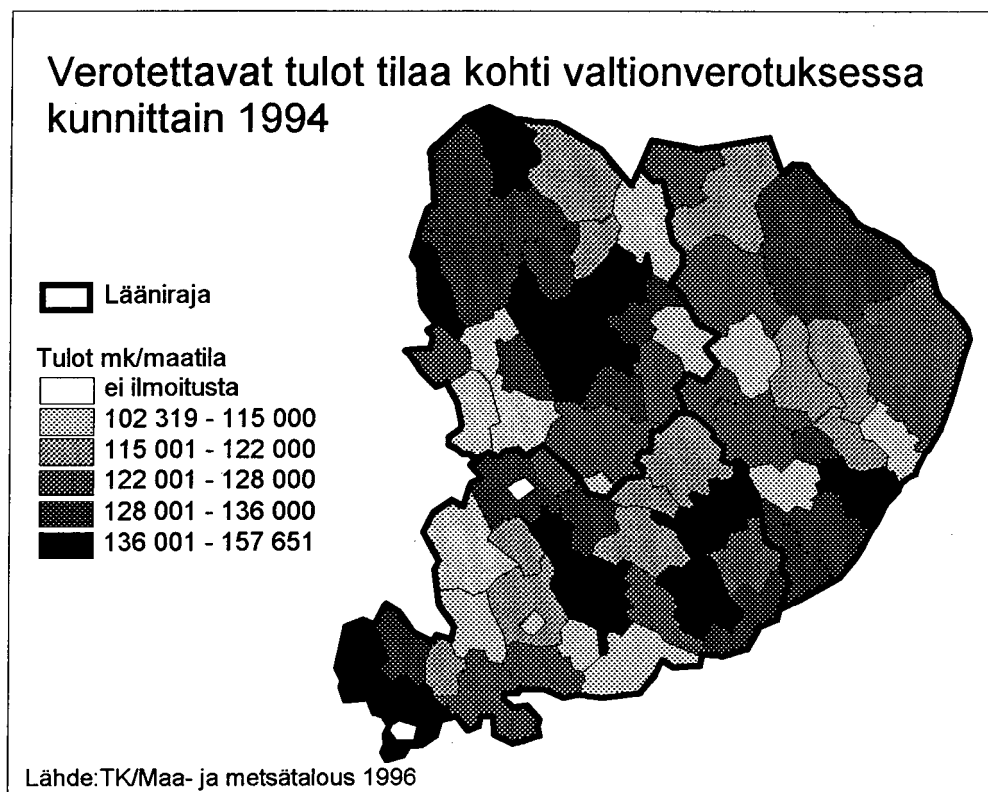 Verotettavat tulot tilaa kohti valtionverotuksessa
kunnittain 1994
Lääniraja
Tulot mk/maatila
ei ilmoitusta
102 319 - 115 000
115 001 - 122 000
122 001 - 128 000
128 001 - 136 000
136 001 - 157 651
Lähde:TK/Maa- ja metsätalous 1996